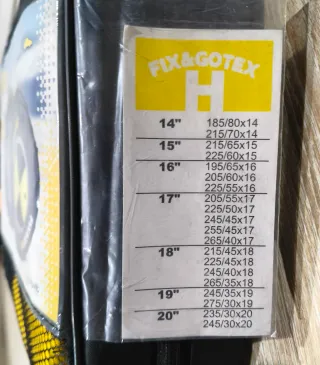 FIX&GOTEX
H
14" 185/80x14
215/70x14
15" 215/65x15
225/60x15
16" 195/65x16
205/60x16
225/55x16
17" 205/55x17
225/50x17
245/45x17
255/45x17
265/40x17
18" 215/45x18
225/45x18
245/40x18
265/35x18
19" 245/35x19
275/30x19
20" 235/30x20
245/30x20